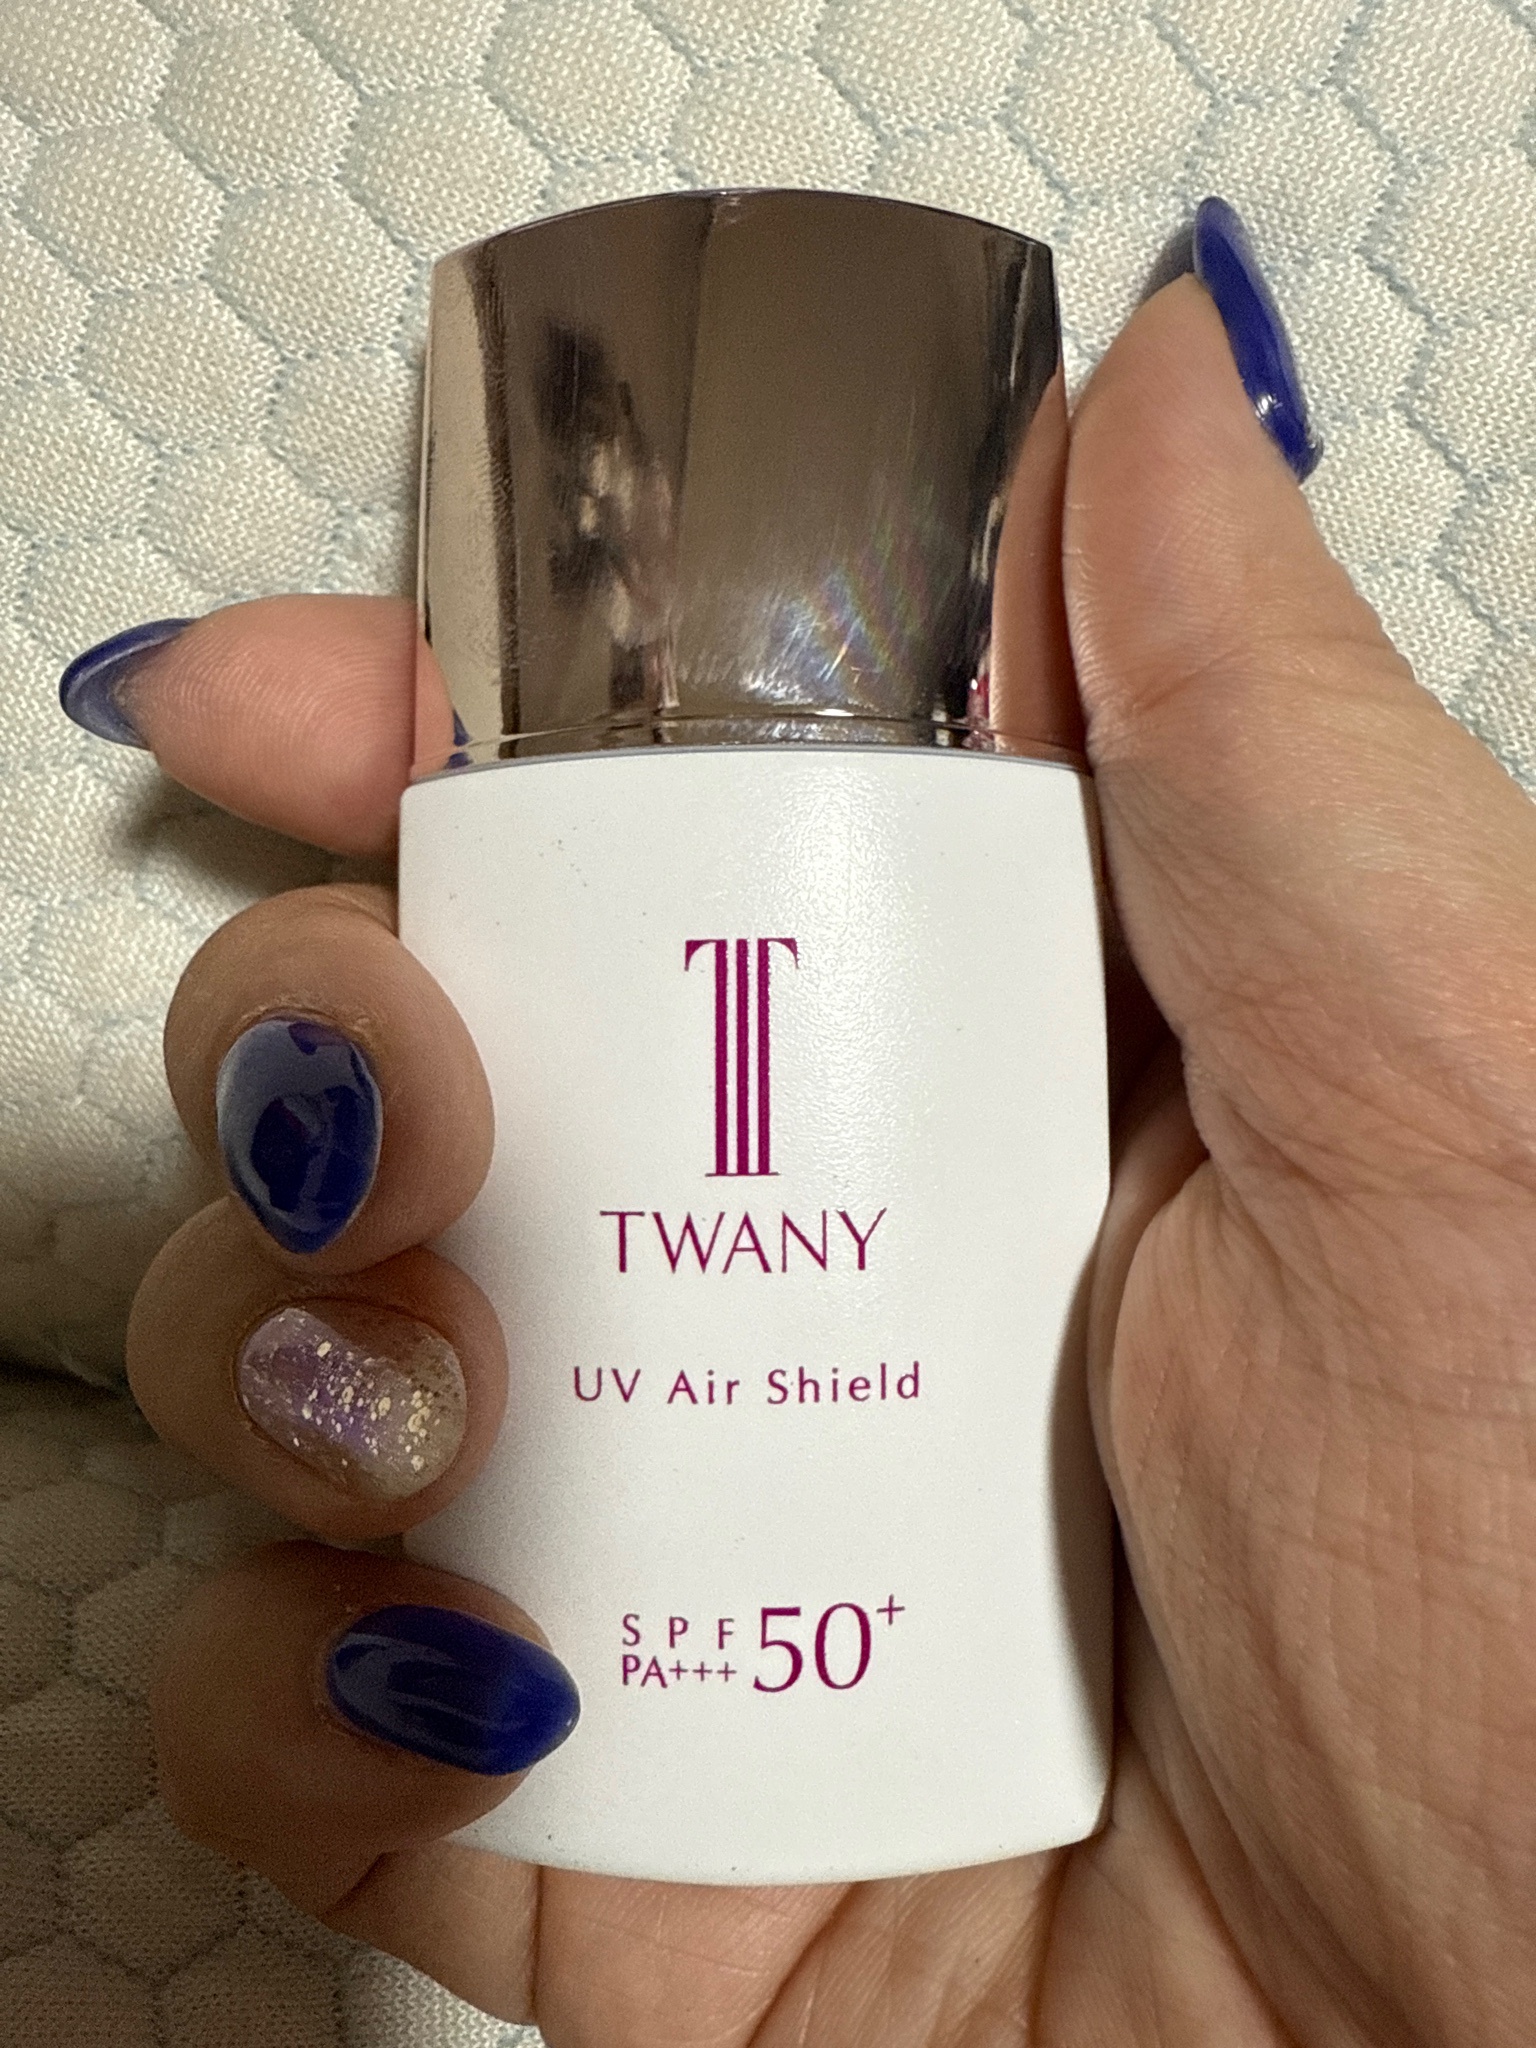 T
TWANY
UV Air Shield
SPF 50+
PA+++